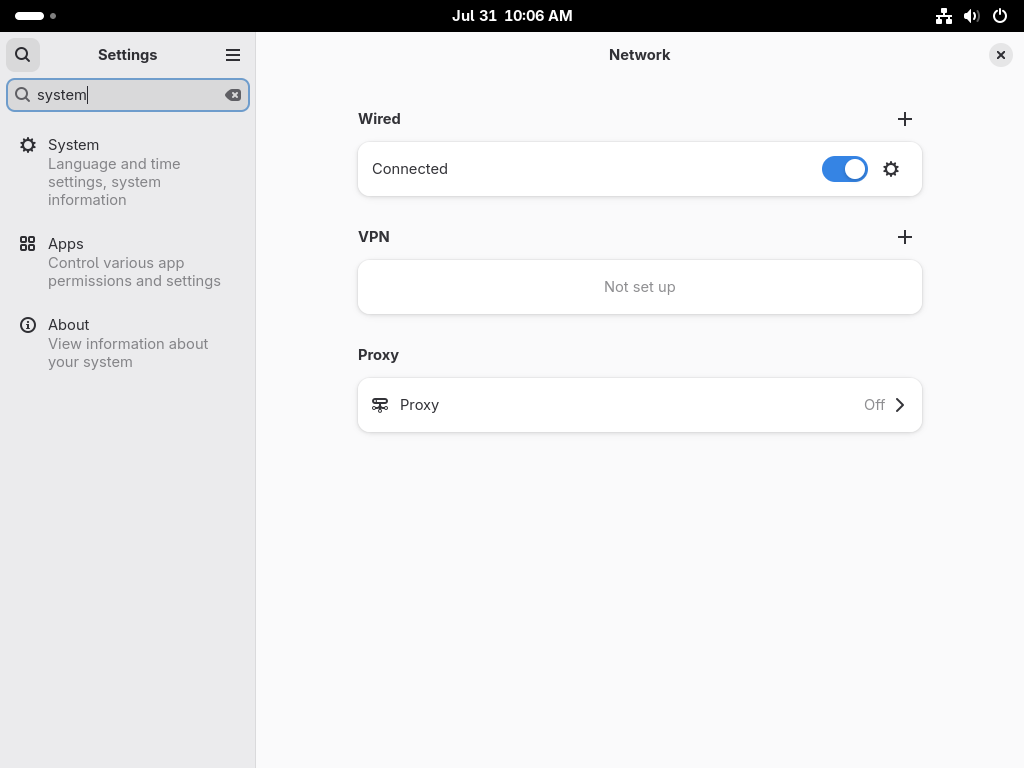 Jul 31 10:06 AM
Settings
system
System
Language and time
settings, system
information
Apps
Control various app
permissions and settings
About
View information about
your system
Network
Wired
Connected
VPN
Not set up
Proxy
Proxy
Off